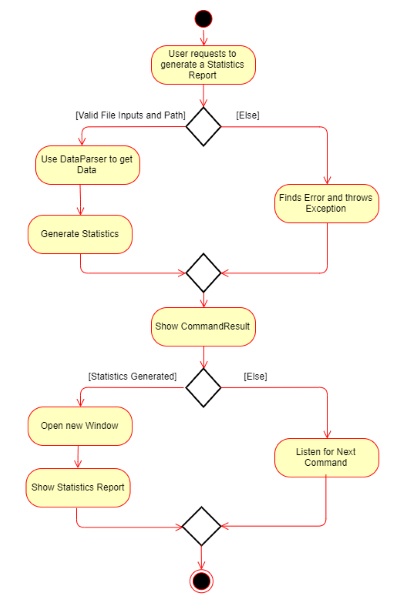 User requests to
generate a Statistics
Report
[Valid File Inputs and Path]
[Else]
Use DataParser to get
Data
Finds Error and throws
Exception
Generate Statistics
Show CommandResult
[Statistics Generated]
[Else]
Open new Window
Listen for Next
Command
Show Statistics Report